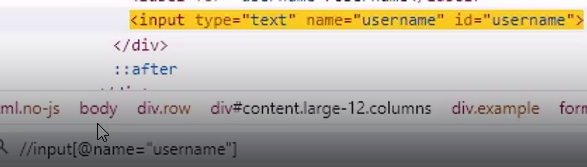 <input type="text" name="username" id="username">
</div>
::after
ml.no-js body div.row div#content.large-12.columns div.example form
//input[@name="username"]